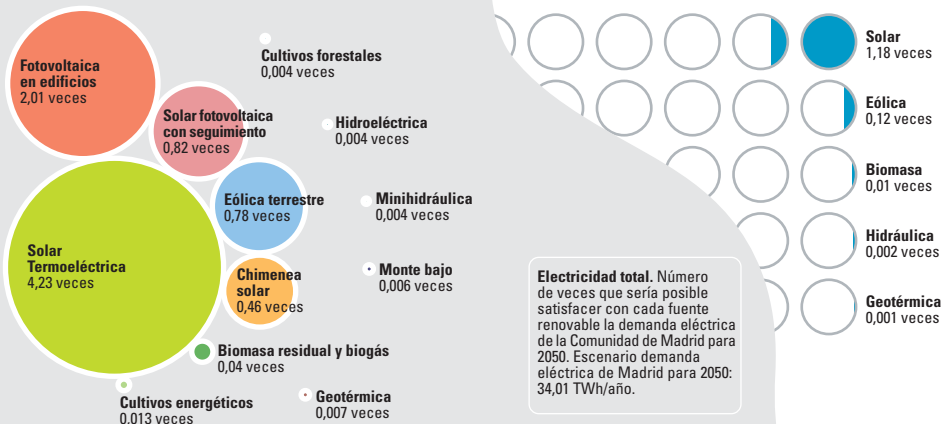 Fotovoltaica
en edificios
2,01 veces
Cultivos forestales
0,004 veces
Solar fotovoltaica
con seguimiento
0,82 veces
Hidroeléctrica
0,004 veces
Eólica terrestre
0,78 veces
Minihidráulica
0,004 veces
Solar
Termoeléctrica
4,23 veces
Chimenea
solar
0,46 veces
Monte bajo
0,006 veces
Biomasa residual y biogás
0,04 veces
Cultivos energéticos
0,013 veces
Geotérmica
0,007 veces
Electricidad total. Número
de veces que sería posible
satisfacer con cada fuente
renovable la demanda eléctrica
de la Comunidad de Madrid para
2050. Escenario demanda
eléctrica de Madrid para 2050:
34,01 TWh/año.
Solar
1,18 veces
Eólica
0,12 veces
Biomasa
0,01 veces
Hidráulica
0,002 veces
Geotérmica
0,001 veces